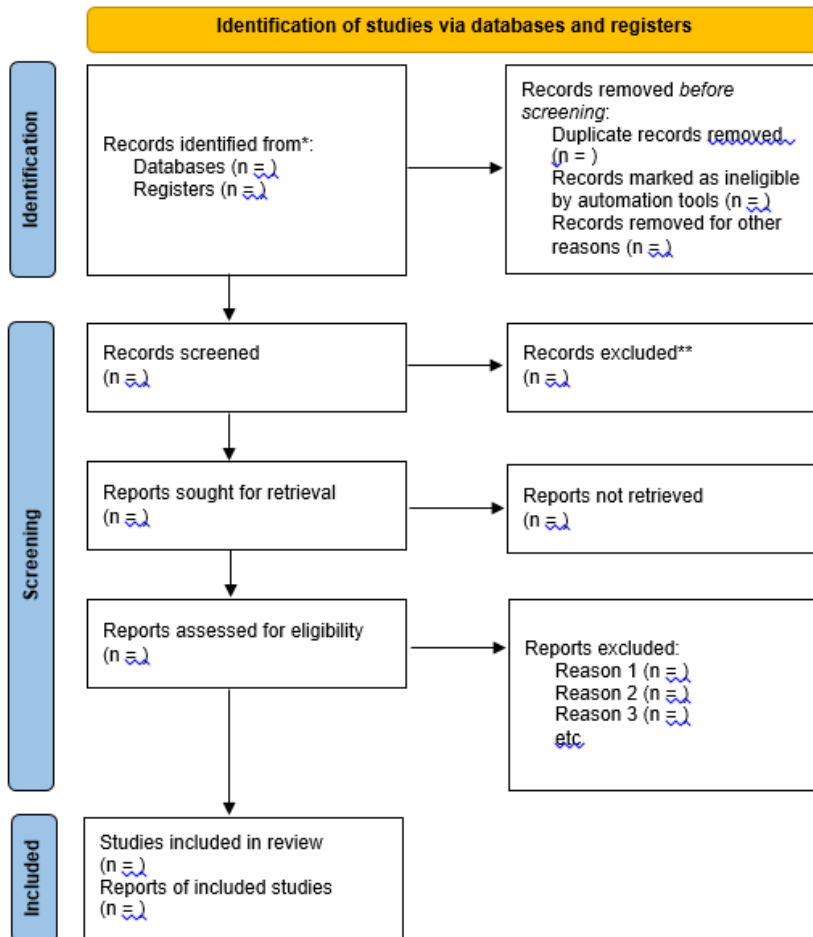 Identification of studies via databases and registers
Identification
Records identified from*:
Databases (n = )
Registers (n = )
Records removed before
screening:
Duplicate records removed
(n = )
Records marked as ineligible
by automation tools (n = )
Records removed for other
reasons (n = )
Screening
Records screened
(n = )
Records excluded**
(n = )
Reports sought for retrieval
(n = )
Reports not retrieved
(n = )
Reports assessed for eligibility
(n = )
Reports excluded:
Reason 1 (n = )
Reason 2 (n = )
Reason 3 (n = )
etc.
Included
Studies included in review
(n = )
Reports of included studies
(n = )